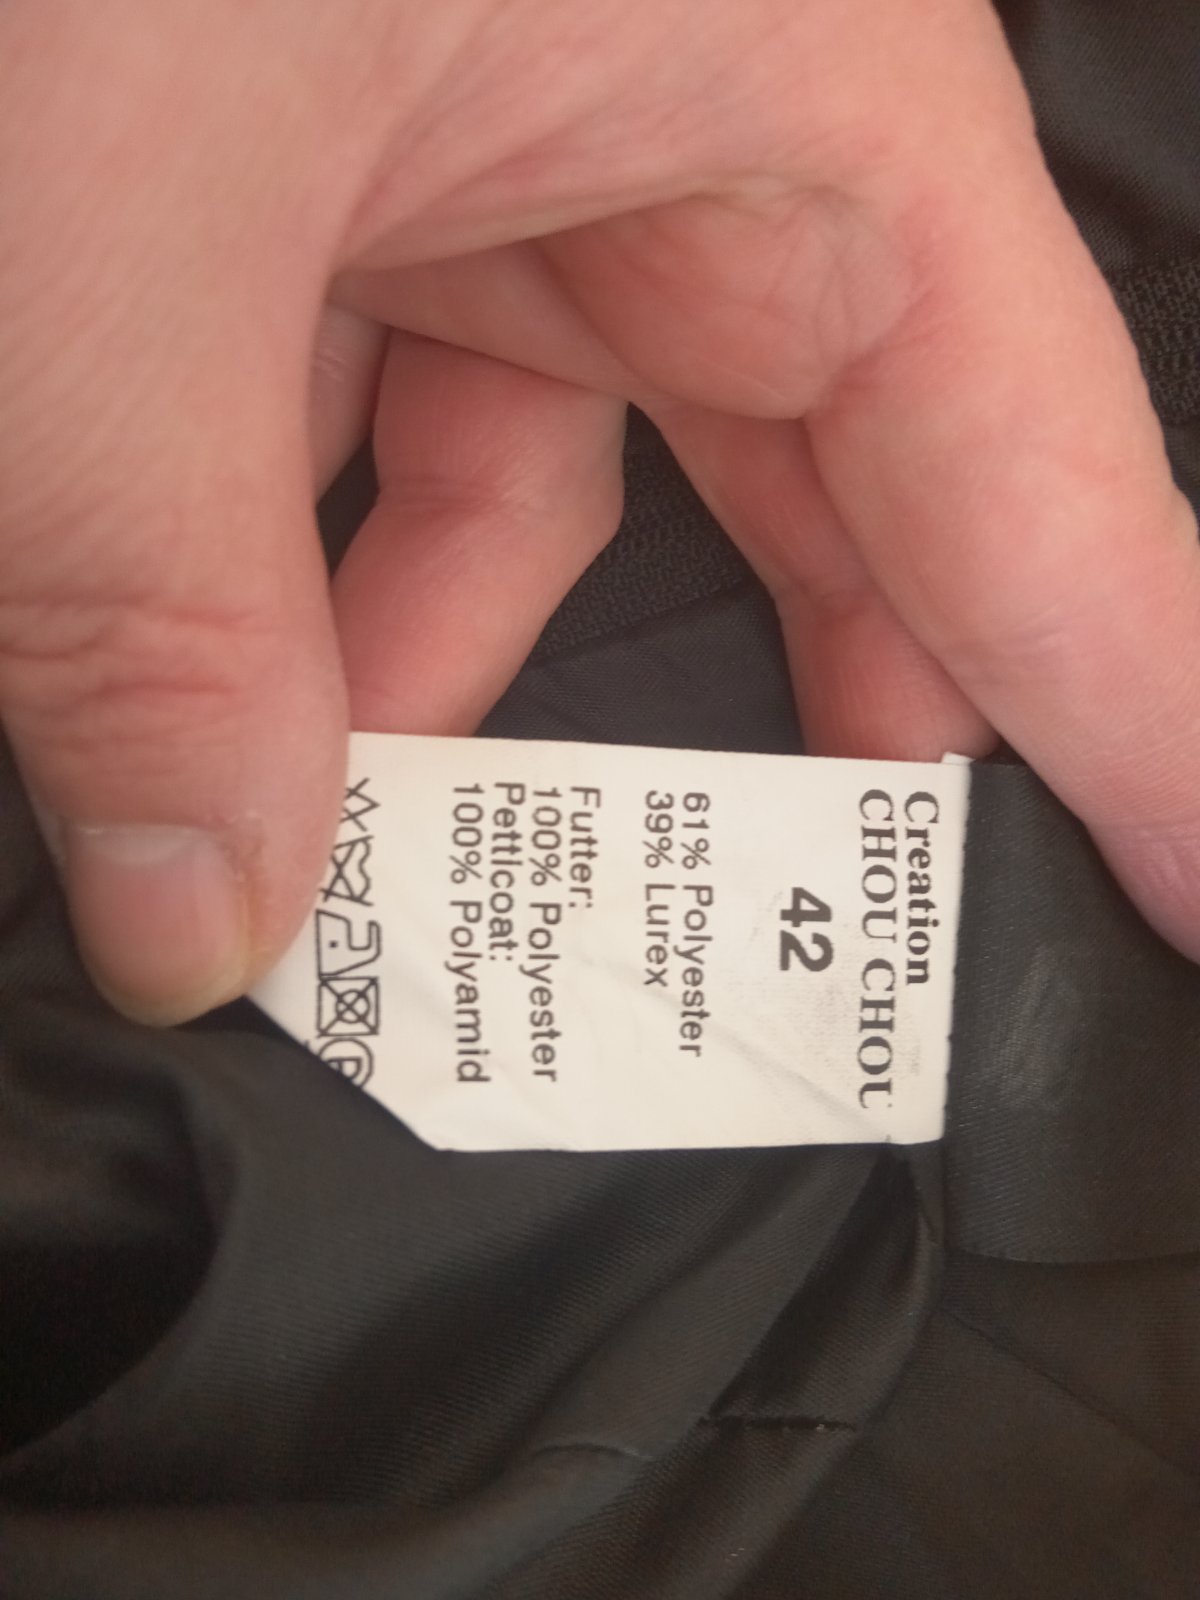 Creation
CHOU CHOU
42
61% Polyester
39% Lurex
Futter:
100% Polyester
Petticoat:
100% Polyamid
P